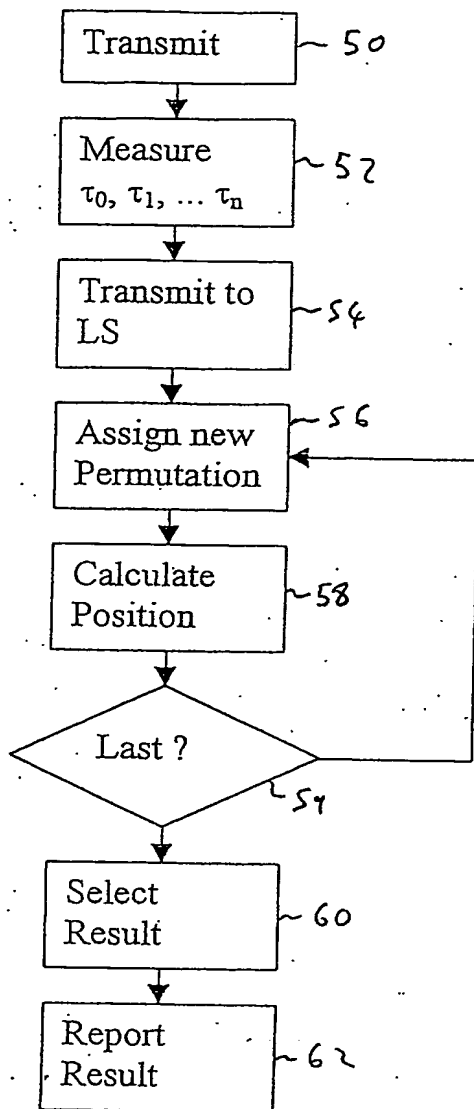 Transmit 50
Measure 52
τ0, τ1, ... τn
Transmit to 54
LS
Assign new 56
Permutation
Calculate 58
Position
Last ?
59
Select 60
Result
Report 62
Result